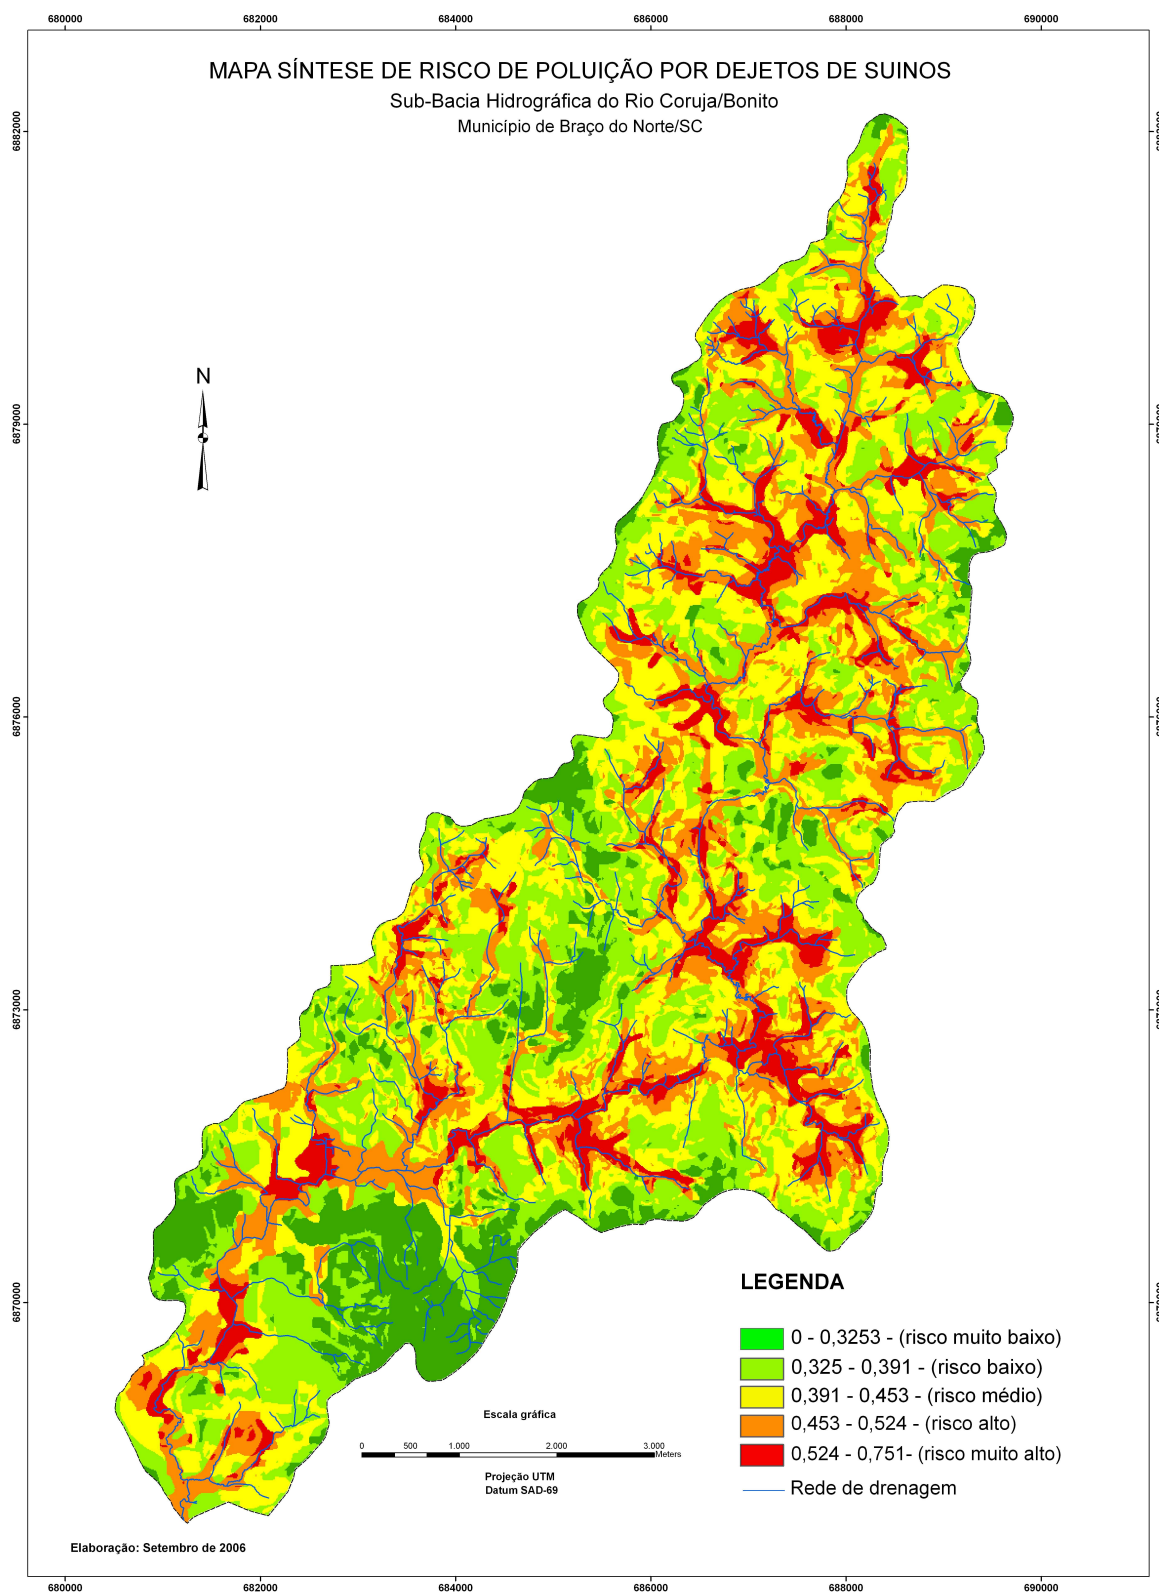 680000 682000 684000 686000 688000 690000
MAPA SÍNTESE DE RISCO DE POLUIÇÃO POR DEJETOS DE SUINOS
Sub-Bacia Hidrográfica do Rio Coruja/Bonito
Município de Braço do Norte/SC
6882000
N
6879000
6876000
6873000
6870000
LEGENDA
0 - 0,3253 - (risco muito baixo)
0,325 - 0,391 - (risco baixo)
0,391 - 0,453 - (risco médio)
0,453 - 0,524 - (risco alto)
0,524 - 0,751- (risco muito alto)
Rede de drenagem
Escala gráfica
0 500 1.000 2.000 3.000
Meters
Projeção UTM
Datum SAD-69
Elaboração: Setembro de 2006
680000 682000 684000 686000 688000 690000